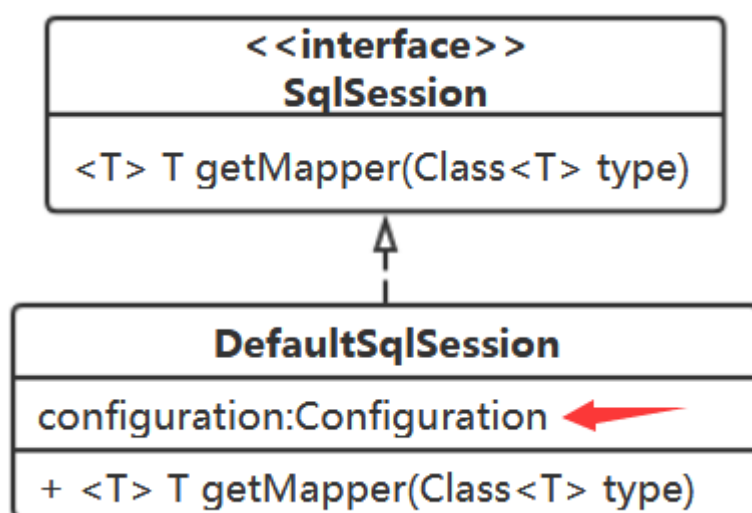 <<interface>>
SqlSession
<T> T getMapper(Class<T> type)
DefaultSqlSession
configuration:Configuration
+ <T> T getMapper(Class<T> type)